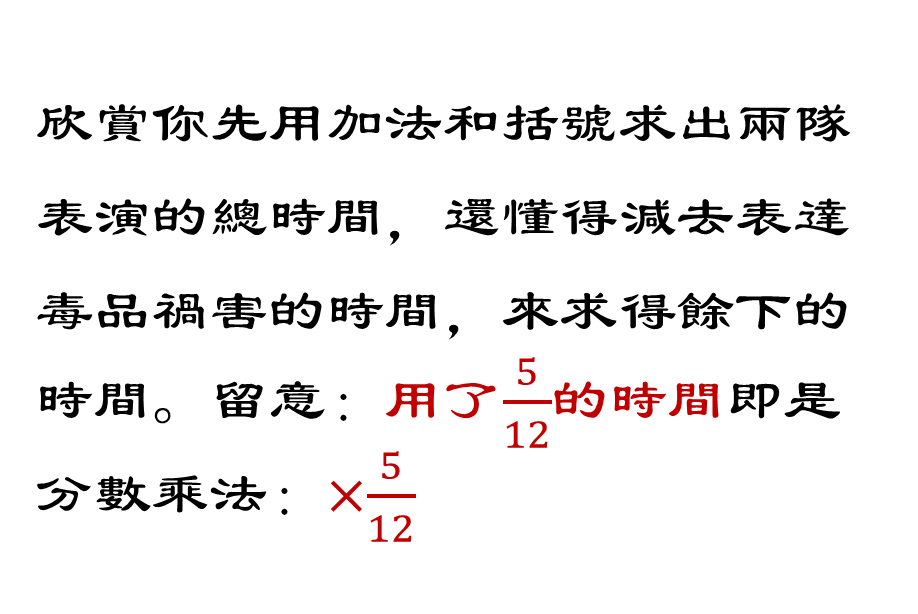 欣賞你先用加法和括號求出兩隊
表演的總時間，還懂得減去表達
毒品禍害的時間，來求得餘下的
時間。留意：用了5/12的時間即是
分數乘法：×5/12